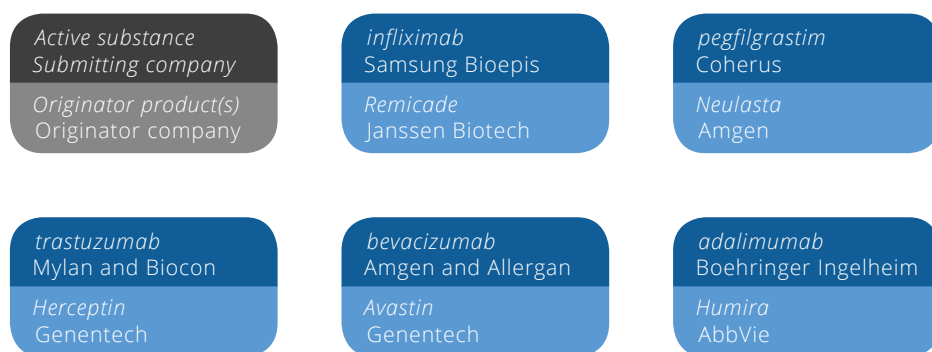 Active substance
Submitting company
Originator product(s)
Originator company
infliximab
Samsung Bioepis
Remicade
Janssen Biotech
pegfilgrastim
Coherus
Neulasta
Amgen
trastuzumab
Mylan and Biocon
Herceptin
Genentech
bevacizumab
Amgen and Allergan
Avastin
Genentech
adalimumab
Boehringer Ingelheim
Humira
AbbVie